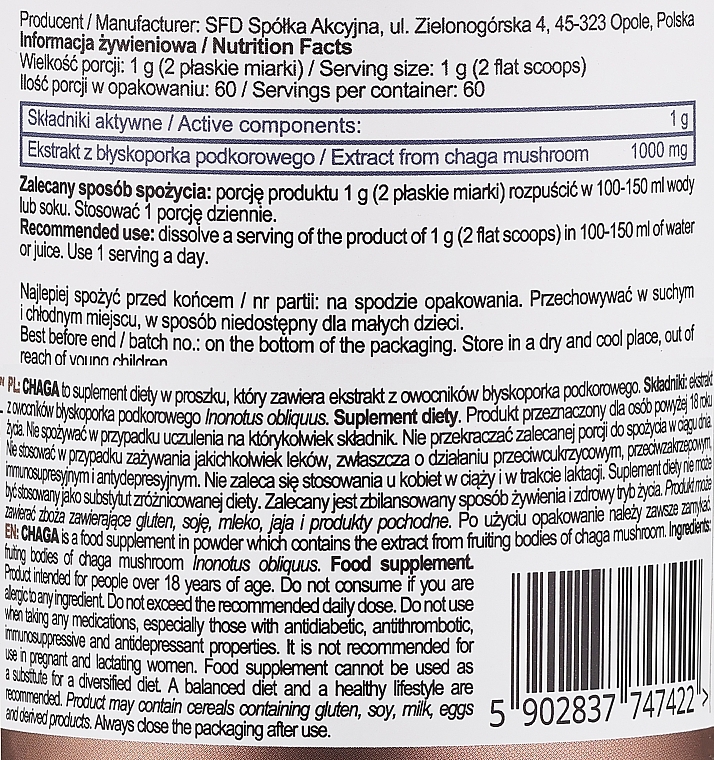 Producent / Manufacturer: SFD Spółka Akcyjna, ul. Zielonogórska 4, 45-323 Opole, Polska
Informacja żywieniowa / Nutrition Facts
Wielkość porcji: 1 g (2 płaskie miarki) / Serving size: 1 g (2 flat scoops)
Ilość porcji w opakowaniu: 60 / Servings per container: 60
Składniki aktywne / Active components: 1 g
Ekstrakt z błyskoporka podkorowego / Extract from chaga mushroom 1000 mg
Zalecany sposób spożycia: porcję produktu 1 g (2 płaskie miarki) rozpuścić w 100-150 ml wody
lub soku. Stosować 1 porcję dziennie.
Recommended use: dissolve a serving of the product of 1 g (2 flat scoops) in 100-150 ml of water
or juice. Use 1 serving a day.
Najlepiej spożyć przed końcem / nr partii: na spodzie opakowania. Przechowywać w suchym
i chłodnym miejscu, w sposób niedostępny dla małych dzieci.
Best before end / batch no.: on the bottom of the packaging. Store in a dry and cool place, out of
reach of young children
PL: CHAGA to suplement diety w proszku, który zawiera ekstrakt z owocników błyskoporka podkorowego. Składniki: ekstrakt
z owocników błyskoporka podkorowego Inonotus obliquus. Suplement diety. Produkt przeznaczony dla osób powyżej 18 roku
życia. Nie spożywać w przypadku uczulenia na którykolwiek składnik. Nie przekraczać zalecanej porcji do spożycia w ciągu dnia.
Nie stosować w przypadku zażywania jakichkolwiek leków, zwłaszcza o działaniu przeciwcukrzycowym, przeciwzakrzepowym,
immunosupresyjnym i antydepresyjnym. Nie zaleca się stosowania u kobiet w ciąży i w trakcie laktacji. Suplement diety nie może
być stosowany jako substytut zróżnicowanej diety. Zalecany jest zbilansowany sposób żywienia i zdrowy tryb życia. Produkt może
zawierać zboża zawierające gluten, soję, mleko, jaja i produkty pochodne. Po użyciu opakowanie należy zawsze zamykać.
EN: CHAGA is a food supplement in powder which contains the extract from fruiting bodies of chaga mushroom. Ingredients:
fruiting bodies of chaga mushroom Inonotus obliquus. Food supplement.
Product intended for people over 18 years of age. Do not consume if you are
allergic to any ingredient. Do not exceed the recommended daily dose. Do not use
when taking any medications, especially those with antidiabetic, antithrombotic,
immunosuppressive and antidepressant properties. It is not recommended for
use in pregnant and lactating women. Food supplement cannot be used as
a substitute for a diversified diet. A balanced diet and a healthy lifestyle are
recommended. Product may contain cereals containing gluten, soy, milk, eggs
and derived products. Always close the packaging after use.
5 902837 747422 >